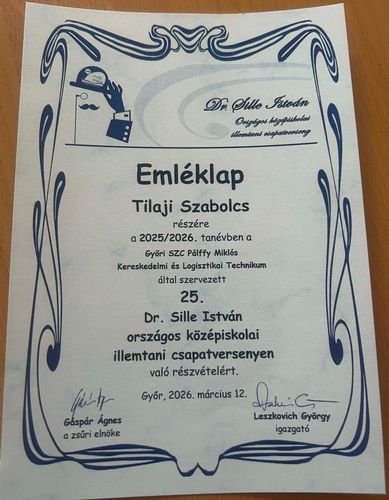 Dr. Sille István
Országos középiskolai
illemtani csapatverseny
Emléklap
Tilaji Szabolcs
részére
a 2025/2026. tanévben a
Győri SZC Pálffy Miklós
Kereskedelmi és Logisztikai Technikum
által szervezett
25.
Dr. Sille István
országos középiskolai
illemtani csapatversenyen
való részvételért.
Győr, 2026. március 12.
Gáspár Ágnes
a zsűri elnöke
Leszkovich György
igazgató